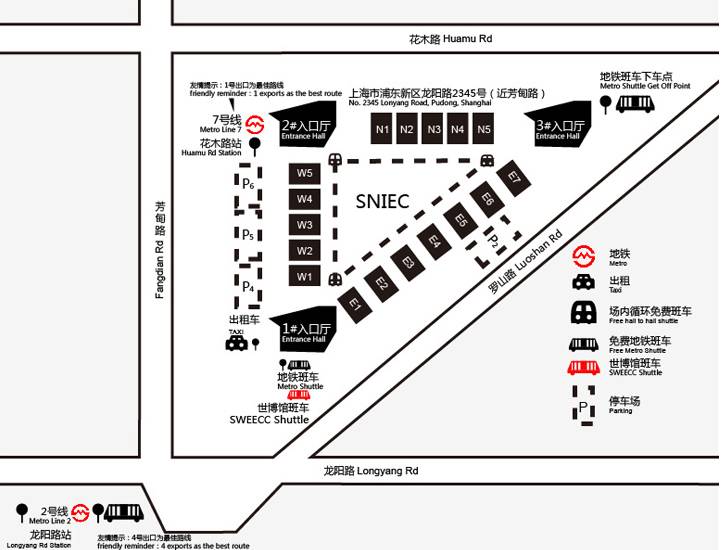 花木路 Huamu Rd
地铁班车下车点
Metro Shuttle Get Off Point
友情提示：1号出口为最佳路线
friendly reminder : 1 exports as the best route
上海市浦东新区龙阳路2345号（近芳甸路）
No. 2345 Lonyang Road, Pudong, Shanghai
7号线
Metro Line 7
花木路站
Huamu Rd Station
2#入口厅
Entrance Hall
N1 N2 N3 N4 N5
3#入口厅
Entrance Hall
W5
W4
W3
W2
W1
P6
P5
P4
SNIEC
E7
E6
E5
E4
E3
E2
E1
P2
芳甸路
Fangdian Rd
罗山路 Luoshan Rd
出租车
TAXI
1#入口厅
Entrance Hall
地铁班车
Metro Shuttle
世博馆班车
SWEECC Shuttle
地铁
Metro
出租
Taxi
场内循环免费班车
Free hall to hall shuttle
免费地铁班车
Free Metro Shuttle
世博馆班车
SWEECC Shuttle
P
停车场
Parking
龙阳路 Longyang Rd
2号线
Metro Line 2
龙阳路站
Longyang Rd Station
友情提示：4号出口为最佳路线
friendly reminder : 4 exports as the best route